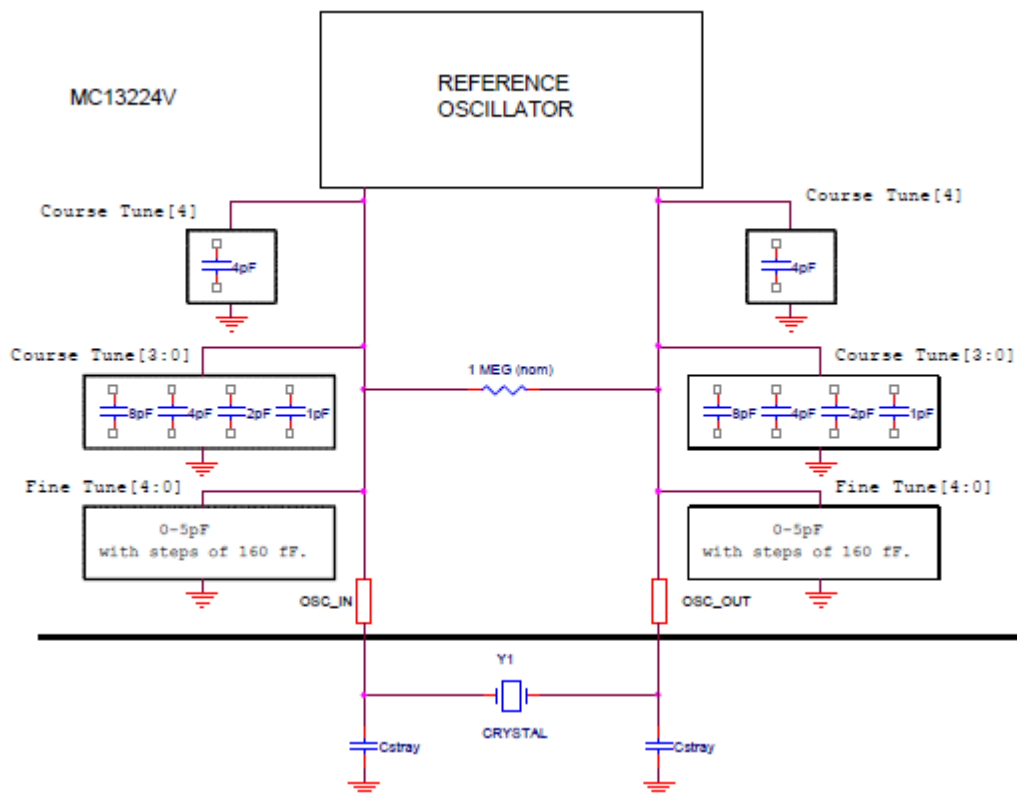 REFERENCE
OSCILLATOR
MC13224V
Course Tune[4]
Course Tune[4]
4pF
4pF
Course Tune[3:0]
Course Tune[3:0]
1 MEG (nom)
8pF 4pF 2pF 1pF
8pF 4pF 2pF 1pF
Fine Tune[4:0]
Fine Tune[4:0]
0-5pF
with steps of 160 fF.
0-5pF
with steps of 160 fF.
OSC_IN
OSC_OUT
Y1
CRYSTAL
Cstray
Cstray